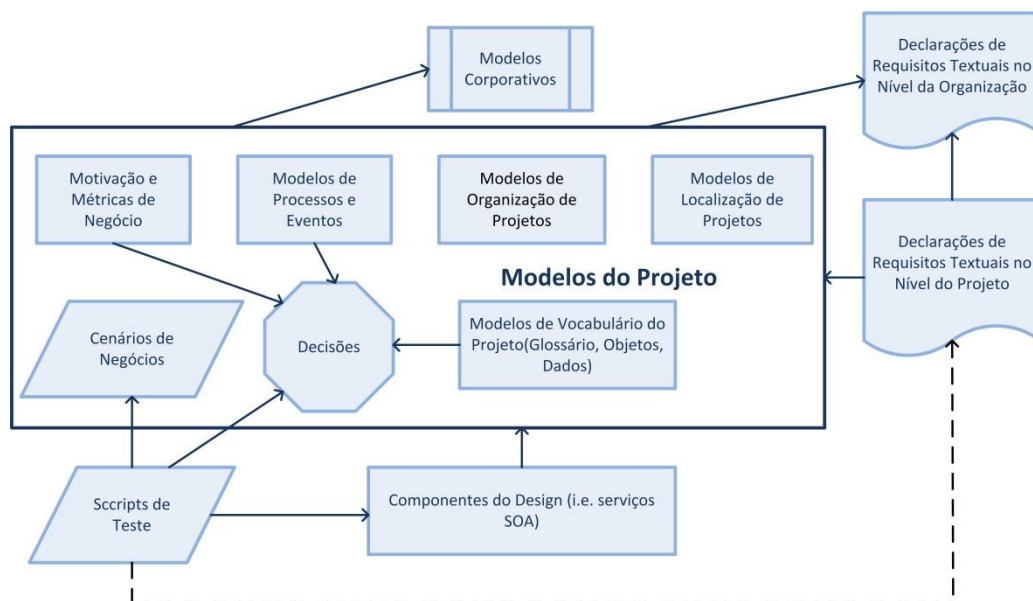 Modelos
Corporativos
Declarações de
Requisitos Textuais no
Nível da Organização
Motivação e
Métricas de
Negócio
Modelos de
Processos e
Eventos
Modelos de
Organização de
Projetos
Modelos de
Localização de
Projetos
Declarações de
Requisitos Textuais no
Nível do Projeto
Modelos do Projeto
Cenários de
Negócios
Decisões
Modelos de Vocabulário do
Projeto(Glossário, Objetos,
Dados)
Sccripts de
Teste
Componentes do Design (i.e. serviços
SOA)